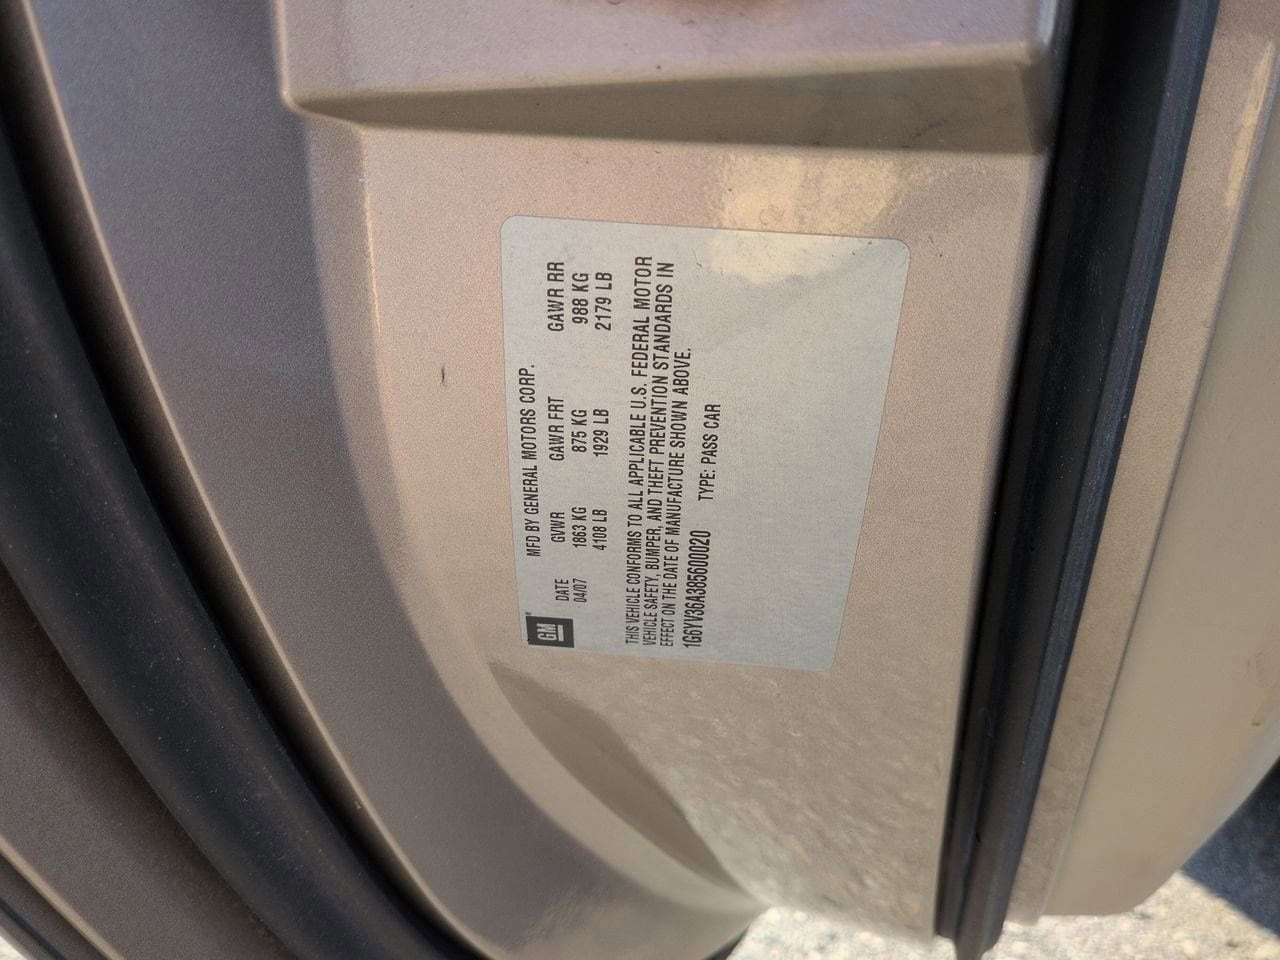 MFD BY GENERAL MOTORS CORP.
GM
DATE GVWR GAWR FRT GAWR RR
04/07 1863 KG 875 KG 988 KG
4108 LB 1929 LB 2179 LB
THIS VEHICLE CONFORMS TO ALL APPLICABLE U.S. FEDERAL MOTOR
VEHICLE SAFETY, BUMPER, AND THEFT PREVENTION STANDARDS IN
EFFECT ON THE DATE OF MANUFACTURE SHOWN ABOVE.
1G6YV36A385600020 TYPE: PASS CAR